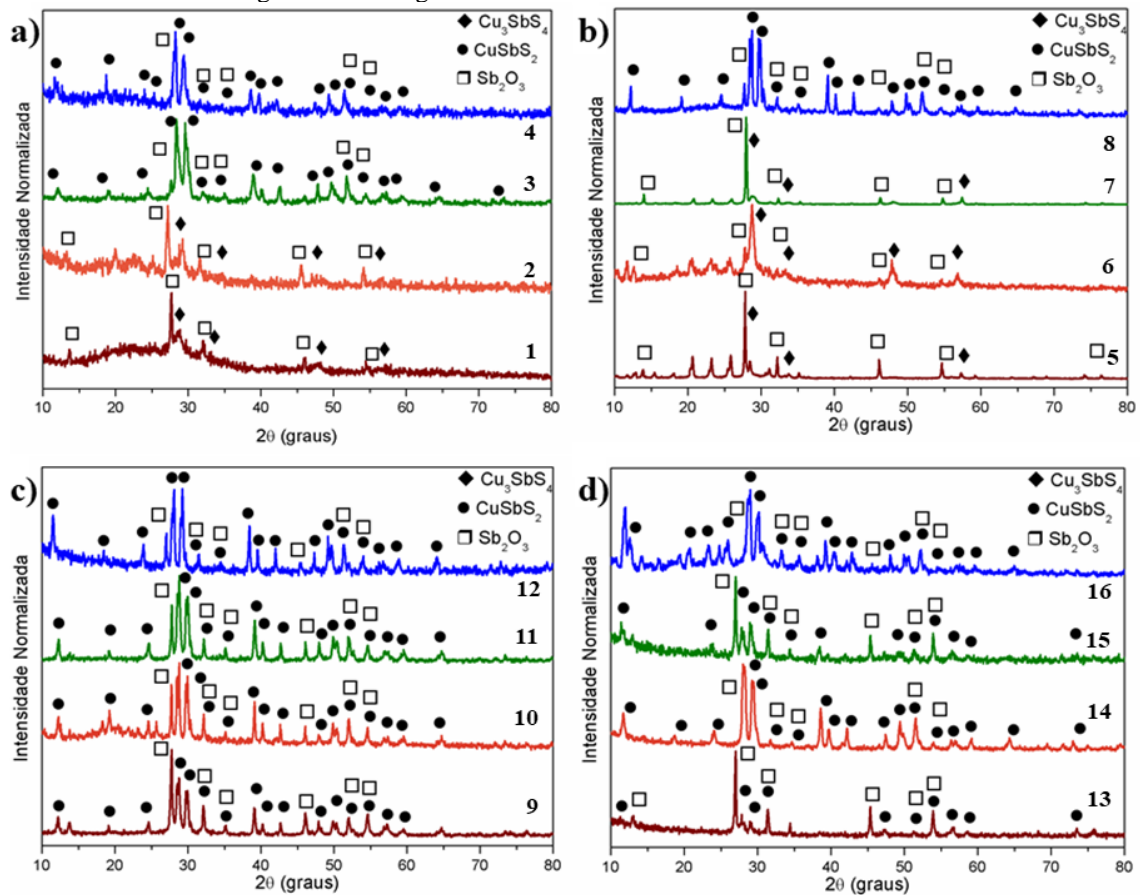 a)
◆ Cu₃SbS₄
● CuSbS₂
□ Sb₂O₃
Intensidade Normalizada
4
3
2
1
10 20 30 40 50 60 70 80
2θ (graus)
b)
◆ Cu₃SbS₄
● CuSbS₂
□ Sb₂O₃
Intensidade Normalizada
8
7
6
5
10 20 30 40 50 60 70 80
2θ (graus)
c)
◆ Cu₃SbS₄
● CuSbS₂
□ Sb₂O₃
Intensidade Normalizada
12
11
10
9
10 20 30 40 50 60 70 80
2θ (graus)
d)
◆ Cu₃SbS₄
● CuSbS₂
□ Sb₂O₃
Intensidade Normalizada
16
15
14
13
10 20 30 40 50 60 70 80
2θ (graus)